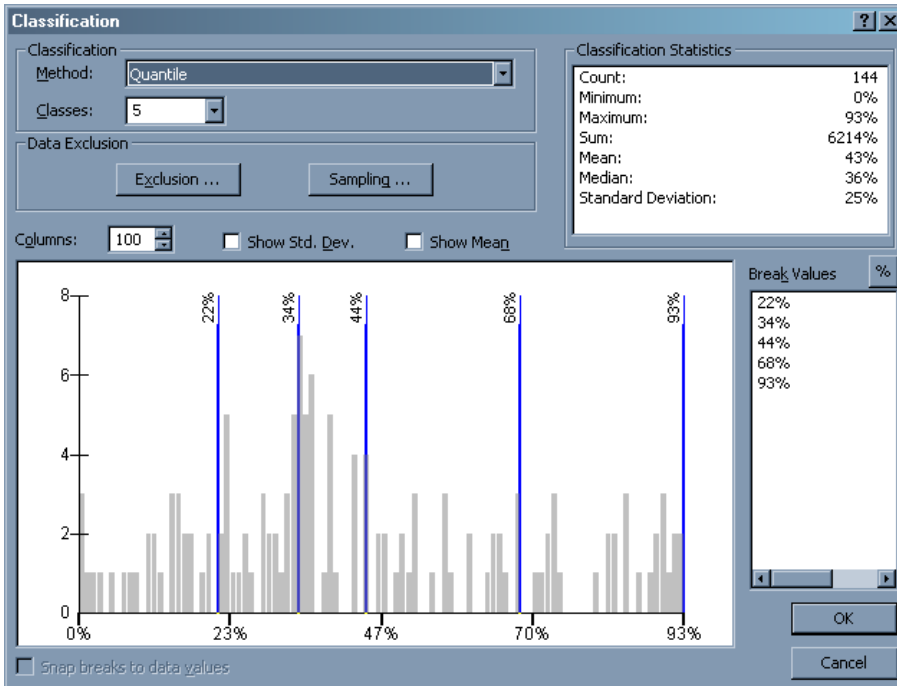 Classification
Classification
Method: Quantile
Classes: 5
Data Exclusion
Exclusion ...
Sampling ...
Classification Statistics
Count: 144
Minimum: 0%
Maximum: 93%
Sum: 6214%
Mean: 43%
Median: 36%
Standard Deviation: 25%
Columns: 100
Show Std. Dev.
Show Mean
8
6
4
2
0
22%
34%
44%
68%
93%
0%
23%
47%
70%
93%
Break Values
%
22%
34%
44%
68%
93%
Snap breaks to data values
OK
Cancel